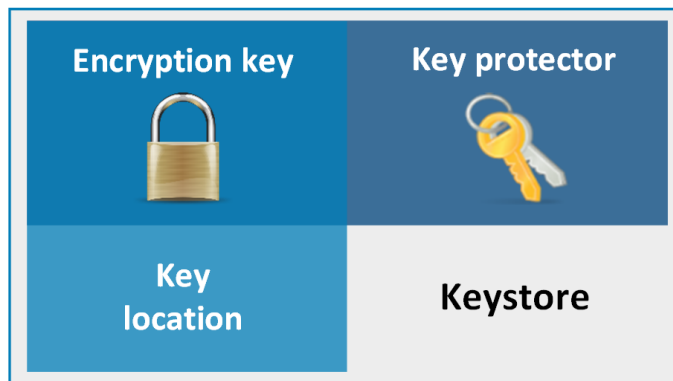 Encryption key
Key protector
Key
location
Keystore